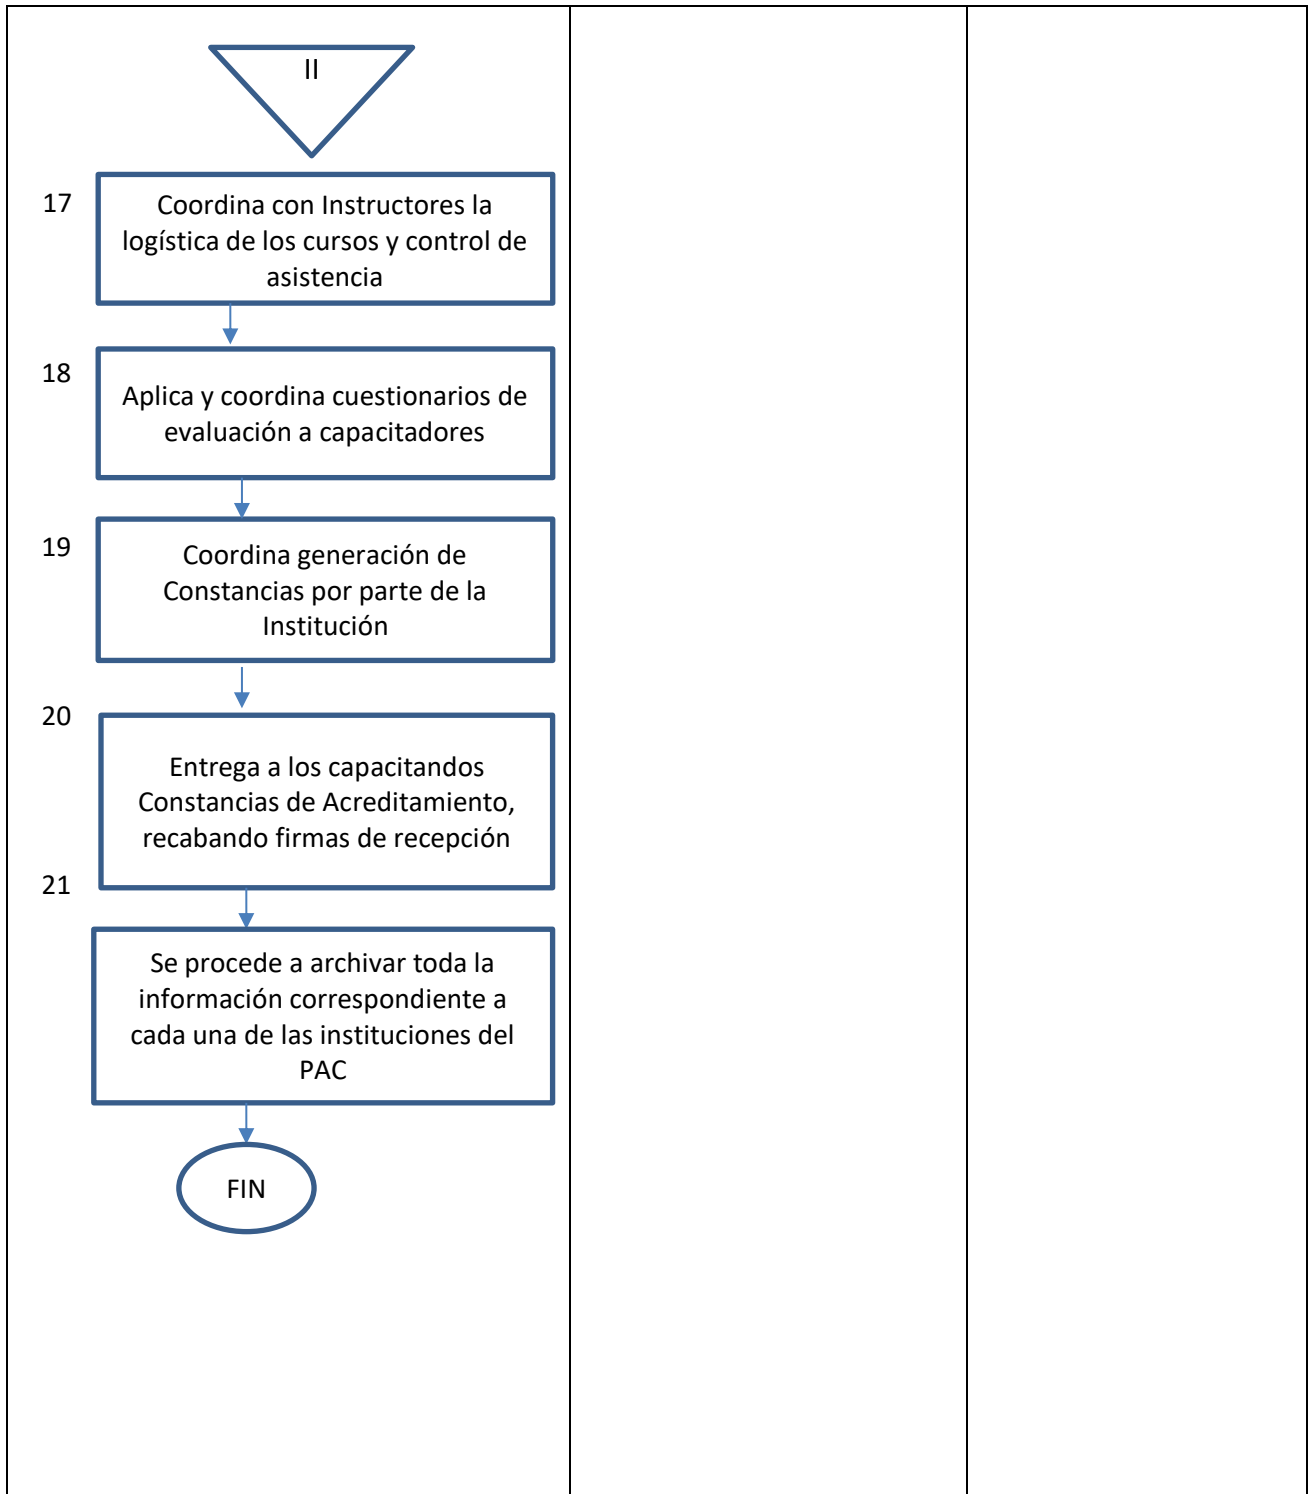 II
17
Coordina con Instructores la
logística de los cursos y control de
asistencia
18
Aplica y coordina cuestionarios de
evaluación a capacitadores
19
Coordina generación de
Constancias por parte de la
Institución
20
Entrega a los capacitandos
Constancias de Acreditamiento,
recabando firmas de recepción
21
Se procede a archivar toda la
información correspondiente a
cada una de las instituciones del
PAC
FIN